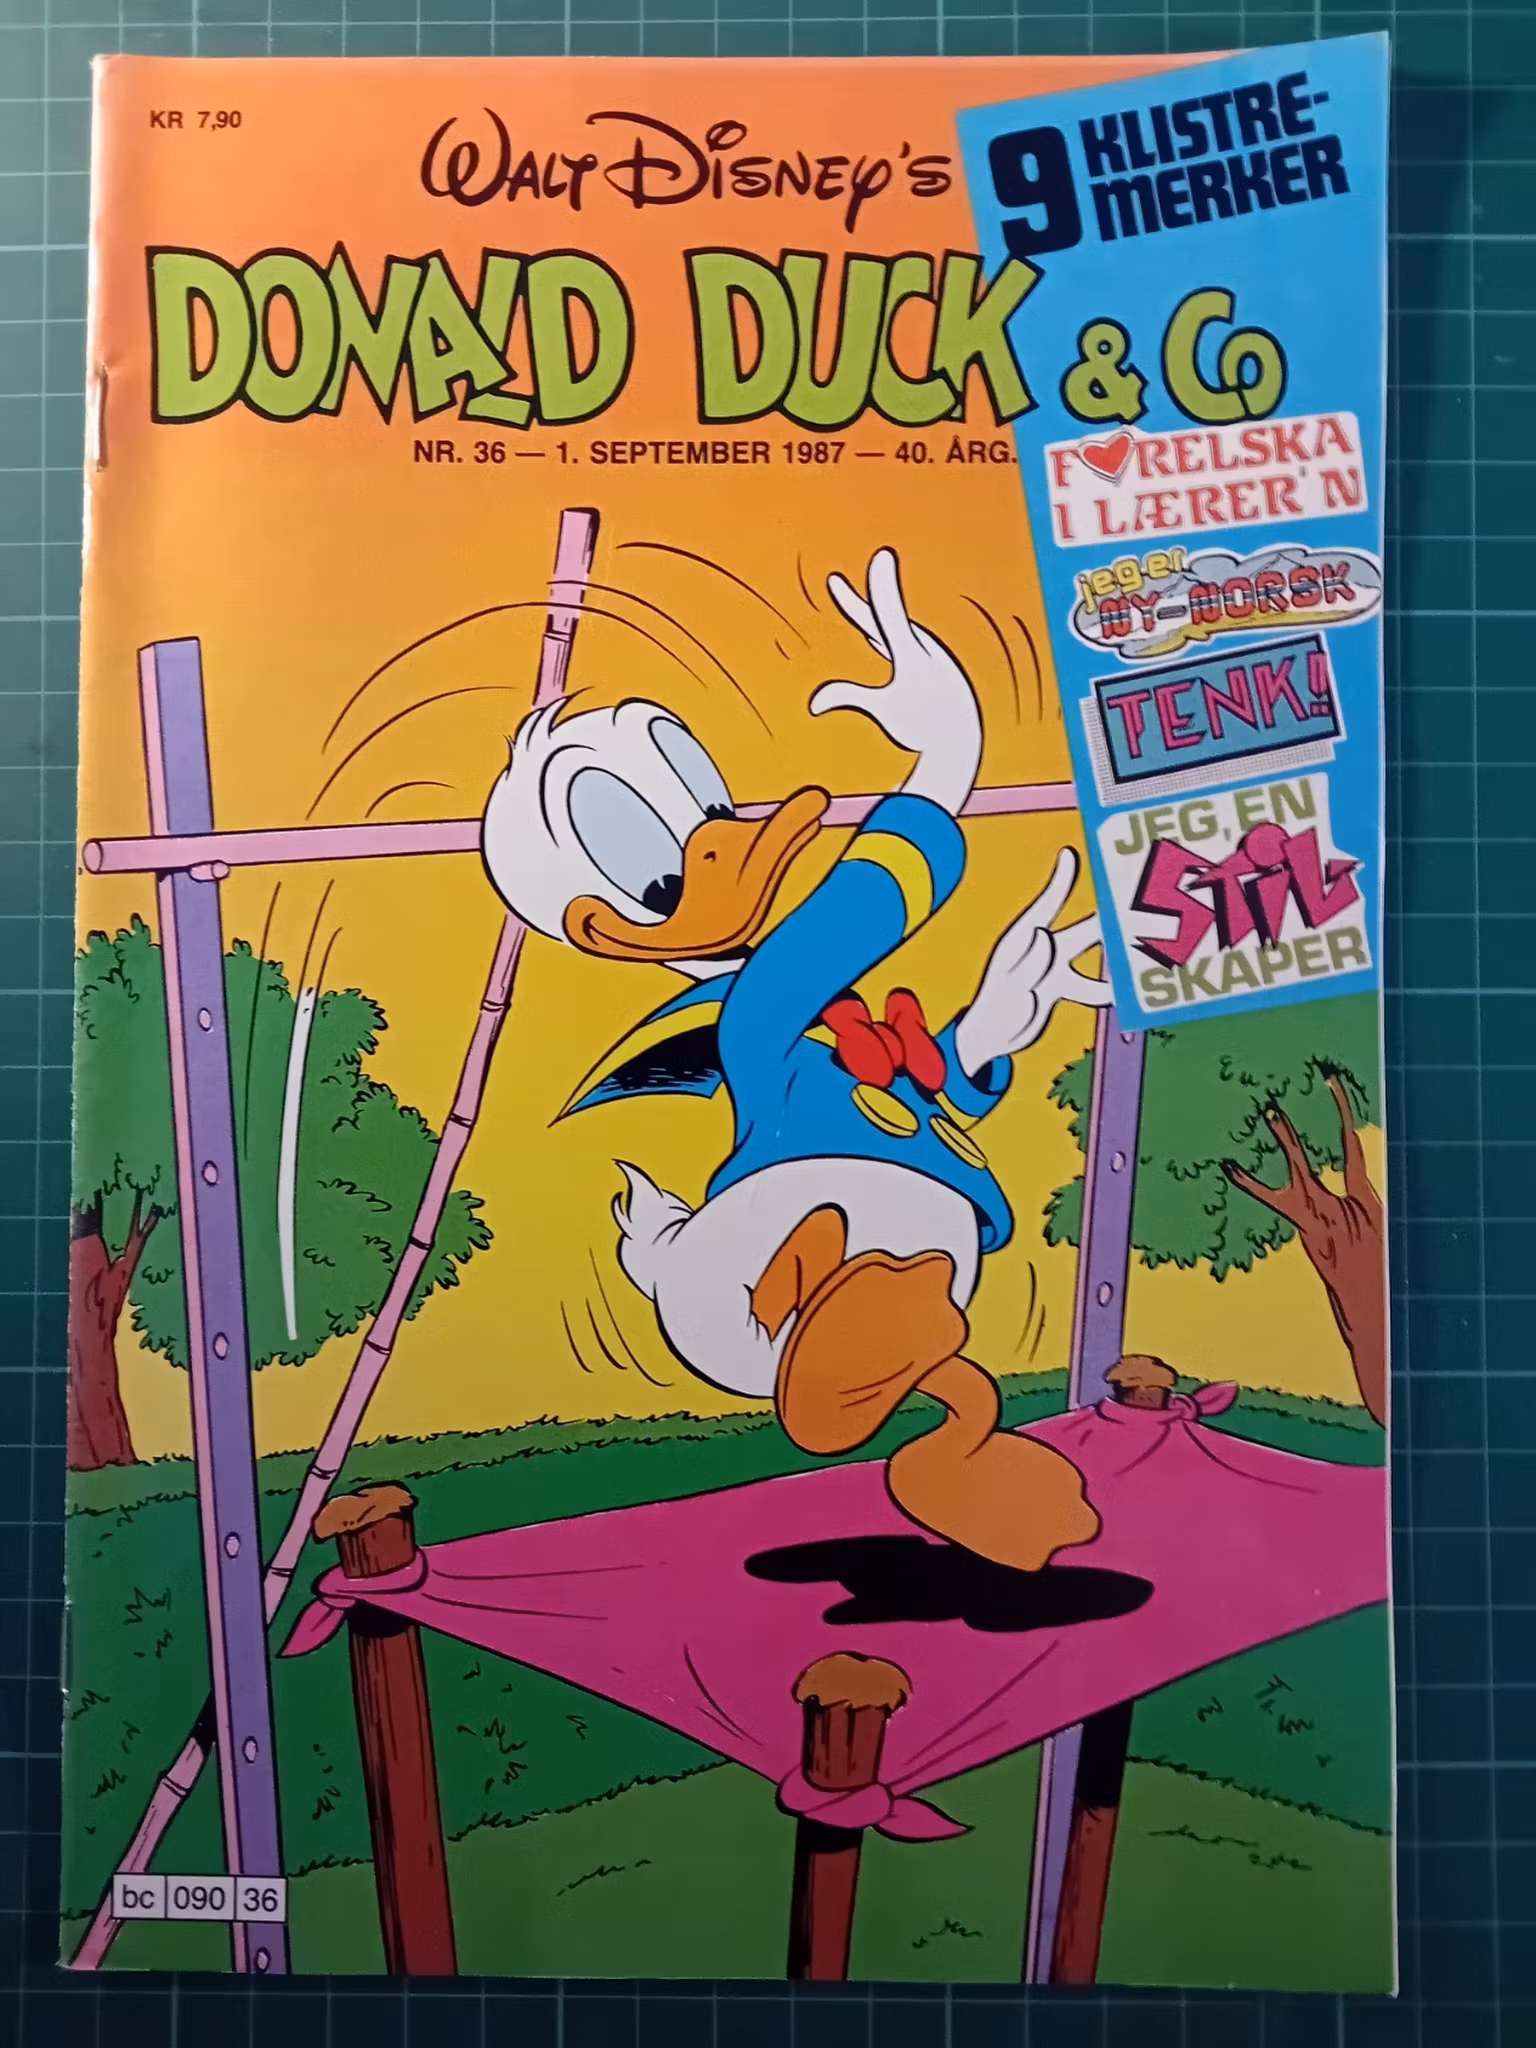 KR 7,90
WALT DISNEY'S
DONALD DUCK & CO
NR. 36 — 1. SEPTEMBER 1987 — 40. ÅRG.
9 KLISTRE-
MERKER
FORELSKA
I LÆRER'N
jeg er
NY-NORSK
TENK!!
JEG, EN
STiL
SKAPER
bc 090 36